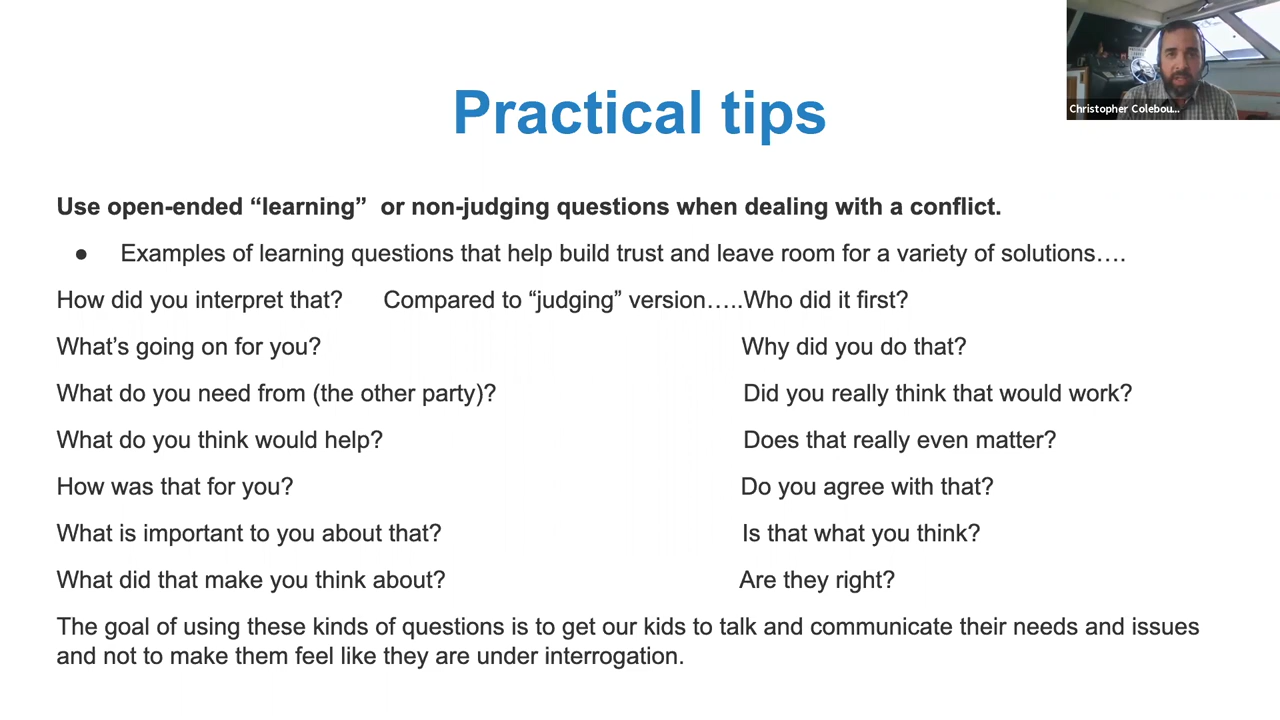 Practical tips
Christopher Colebou...
Use open-ended “learning” or non-judging questions when dealing with a conflict.
● Examples of learning questions that help build trust and leave room for a variety of solutions….
How did you interpret that? Compared to “judging” version…..Who did it first?
What’s going on for you? Why did you do that?
What do you need from (the other party)? Did you really think that would work?
What do you think would help? Does that really even matter?
How was that for you? Do you agree with that?
What is important to you about that? Is that what you think?
What did that make you think about? Are they right?
The goal of using these kinds of questions is to get our kids to talk and communicate their needs and issues
and not to make them feel like they are under interrogation.